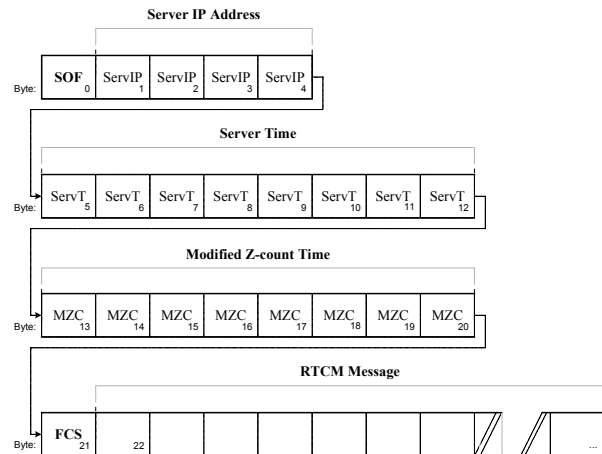 Server IP Address
SOF ServIP ServIP ServIP ServIP
Byte: 0 1 2 3 4
Server Time
ServT ServT ServT ServT ServT ServT ServT ServT
Byte: 5 6 7 8 9 10 11 12
Modified Z-count Time
MZC MZC MZC MZC MZC MZC MZC MZC
Byte: 13 14 15 16 17 18 19 20
RTCM Message
FCS
Byte: 21 22 ...